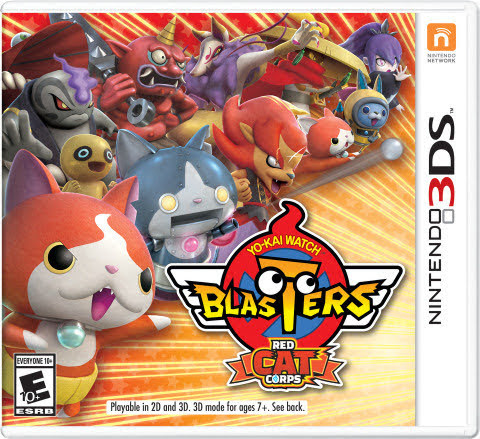 NINTENDO
NETWORK
NINTENDO 3DS™
YO-KAI WATCH
BLASTERS
RED
CAT
CORPS
EVERYONE 10+
E
10+
ESRB
Playable in 2D and 3D. 3D mode for ages 7+. See back.